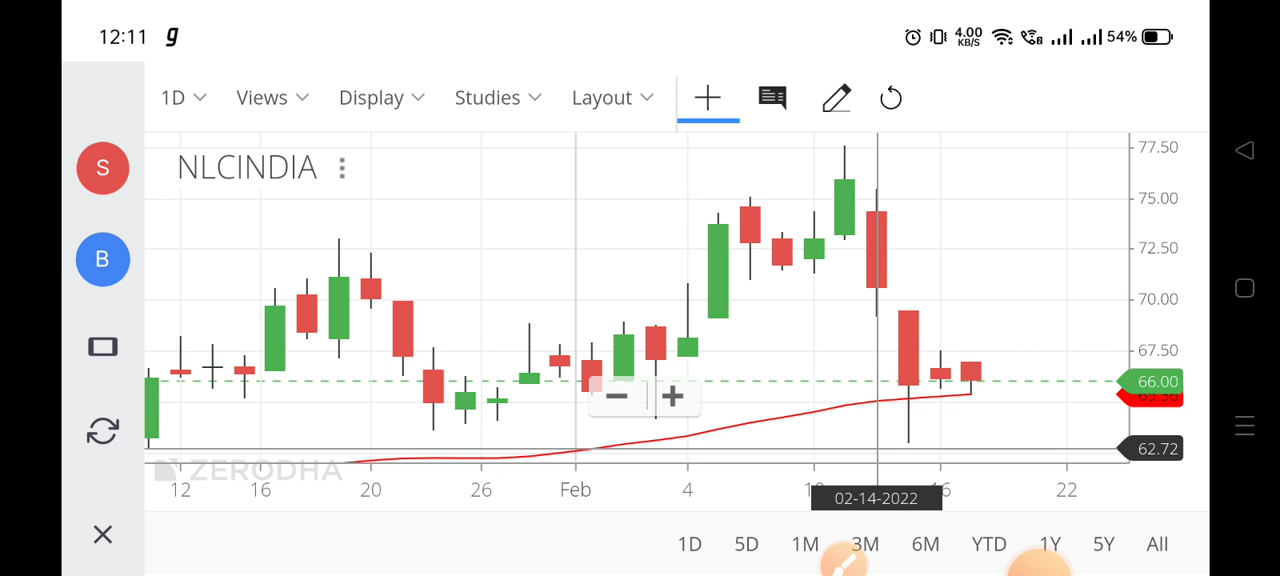 12:11 g 4.00 KB/S 54%
1D Views Display Studies Layout
NLCINDIA
S
B
77.50
75.00
72.50
70.00
67.50
66.00
62.72
ZERODHA
12 16 20 26 Feb 4 22
02-14-2022
1D 5D 1M 3M 6M YTD 1Y 5Y All